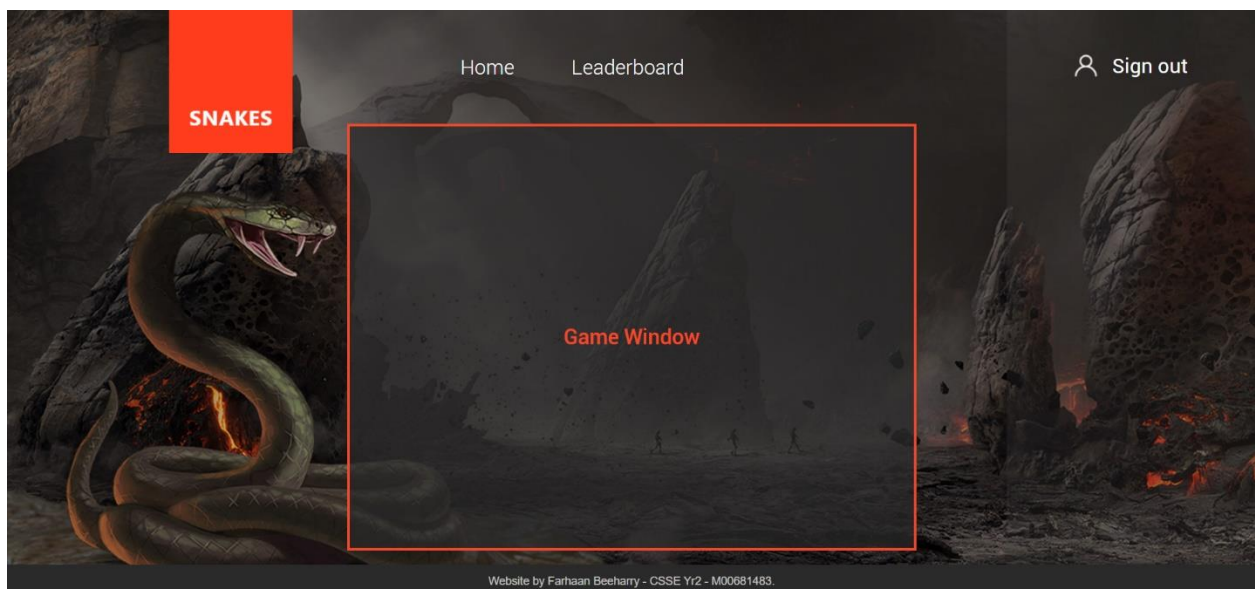 Home Leaderboard Sign out
SNAKES
Game Window
Website by Farhaan Beeharry - CSSE Yr2 - M00681483.